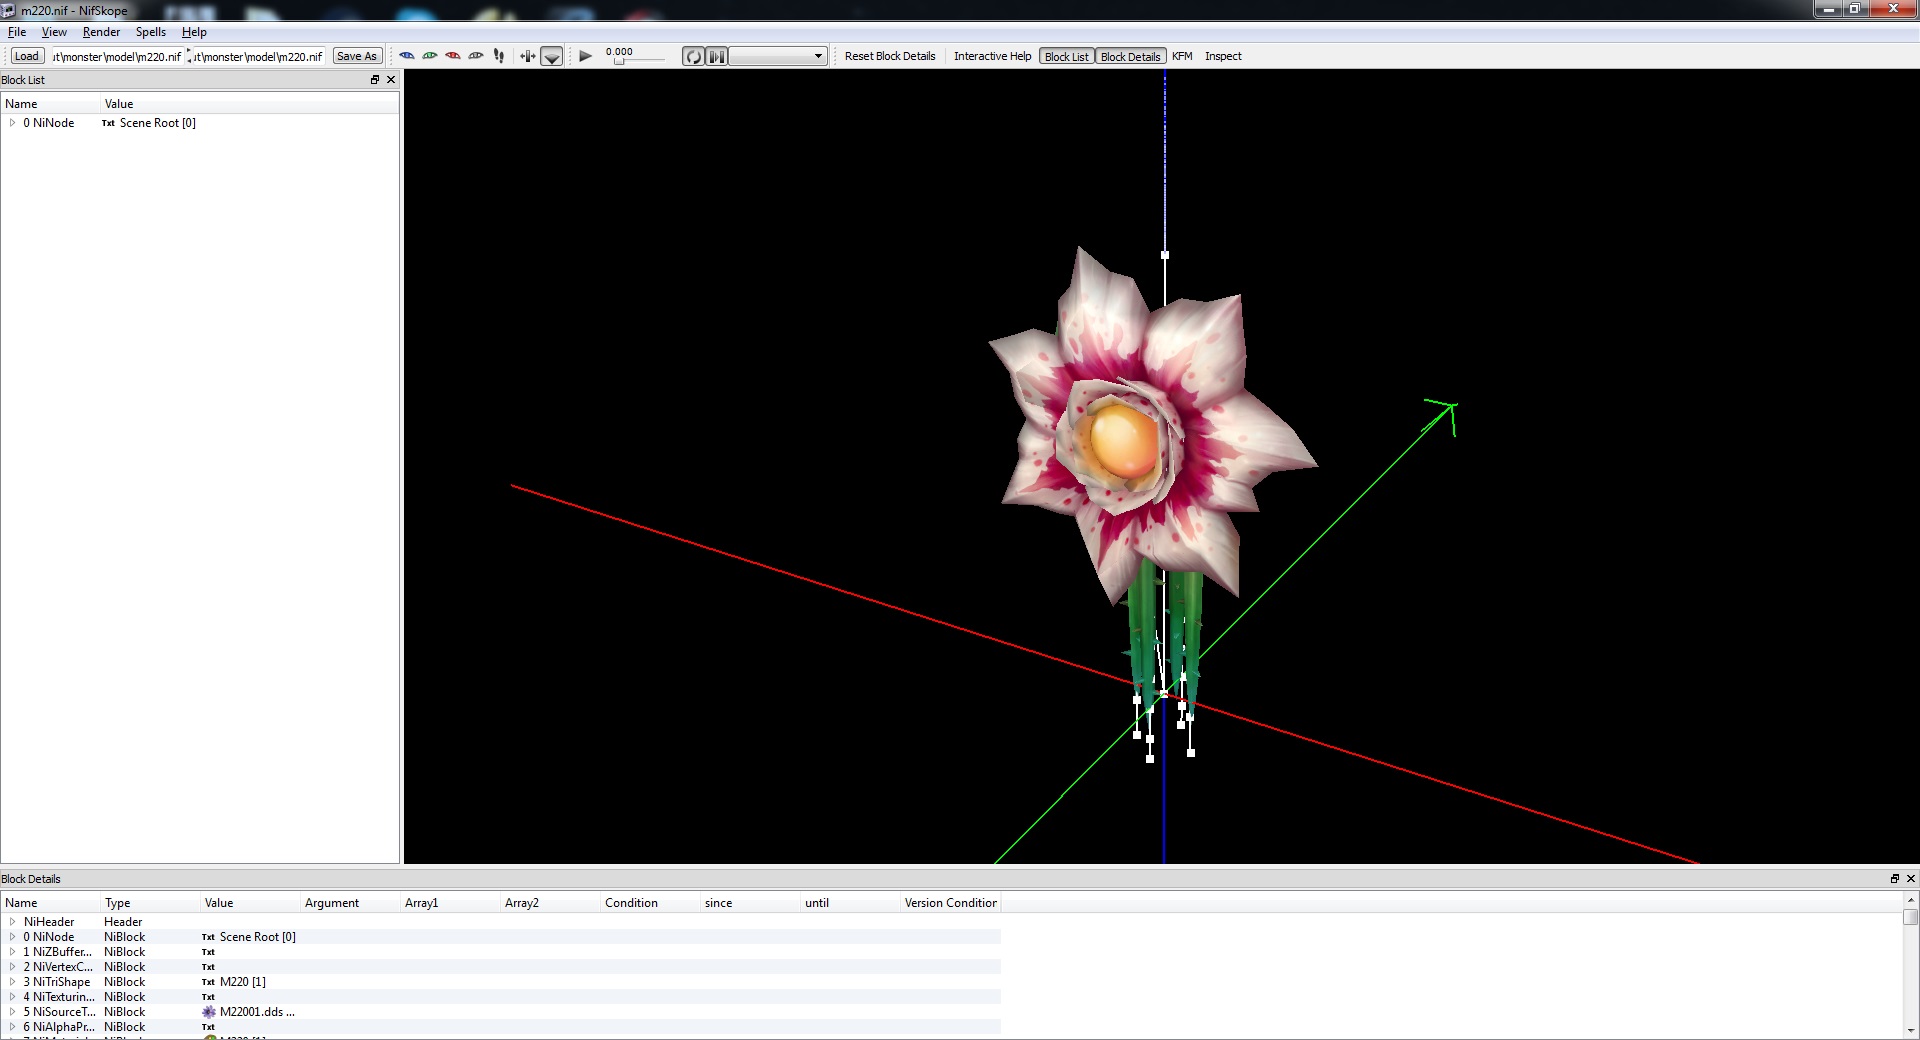 m220.nif - NifSkope
File View Render Spells Help
Load ut\monster\model\m220.nif ut\monster\model\m220.nif Save As 0.000 Reset Block Details Interactive Help Block List Block Details KFM Inspect
Block List
Name Value
0 NiNode Txt Scene Root [0]
Block Details
Name Type Value Argument Array1 Array2 Condition since until Version Condition
NiHeader Header
0 NiNode NiBlock Txt Scene Root [0]
1 NiZBuffer... NiBlock Txt
2 NiVertexC... NiBlock Txt
3 NiTriShape NiBlock Txt M220 [1]
4 NiTexturin... NiBlock Txt
5 NiSourceT... NiBlock M22001.dds ...
6 NiAlphaPr... NiBlock Txt